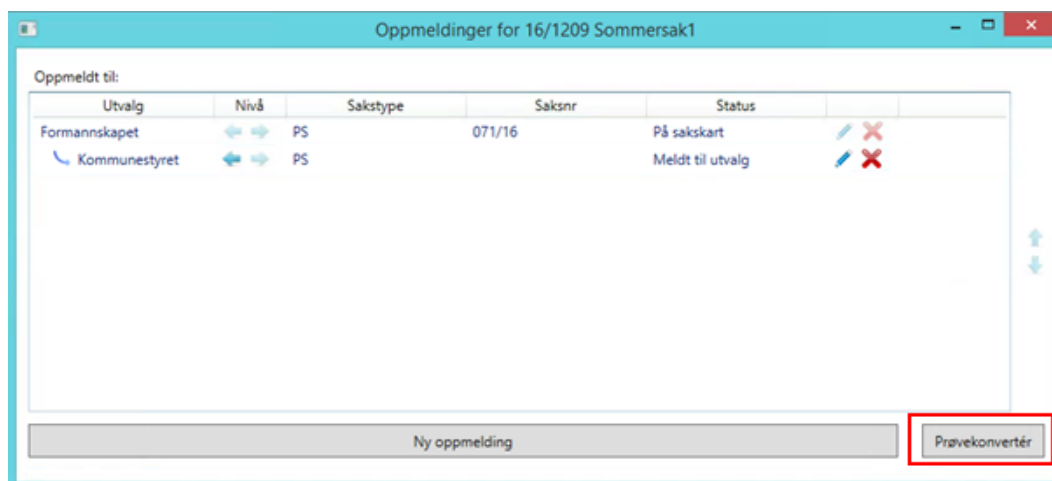 Oppmeldinger for 16/1209 Sommersak1
Oppmeldt til:
Utvalg Nivå Sakstype Saksnr Status
Formannskapet PS 071/16 På sakskart
Kommunestyret PS Meldt til utvalg
Ny oppmelding Prøvekonvertér